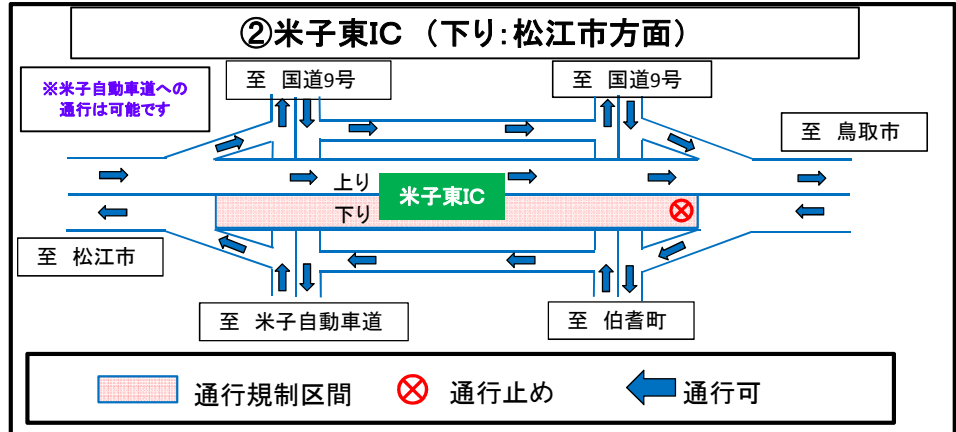 ②米子東IC （下り：松江市方面）
※米子自動車道への
通行は可能です
至 国道9号
至 国道9号
至 鳥取市
上り
米子東IC
下り
至 松江市
至 米子自動車道
至 伯耆町
通行規制区間
通行止め
通行可